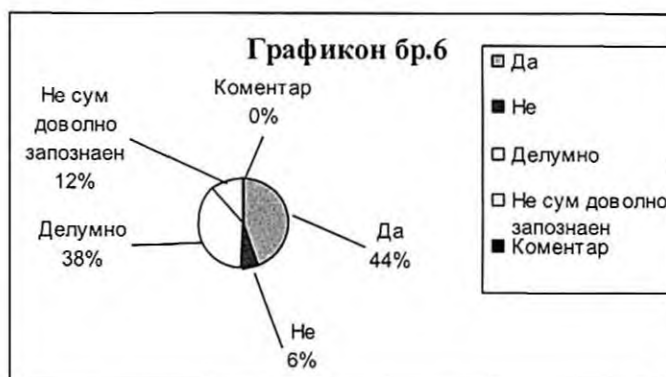 Графикон бр.6
Не сум
доволно
запознаен
12%
Коментар
0%
Делумно
38%
Да
44%
Не
6%
Да
Не
Делумно
Не сум доволно
запознаен
Коментар